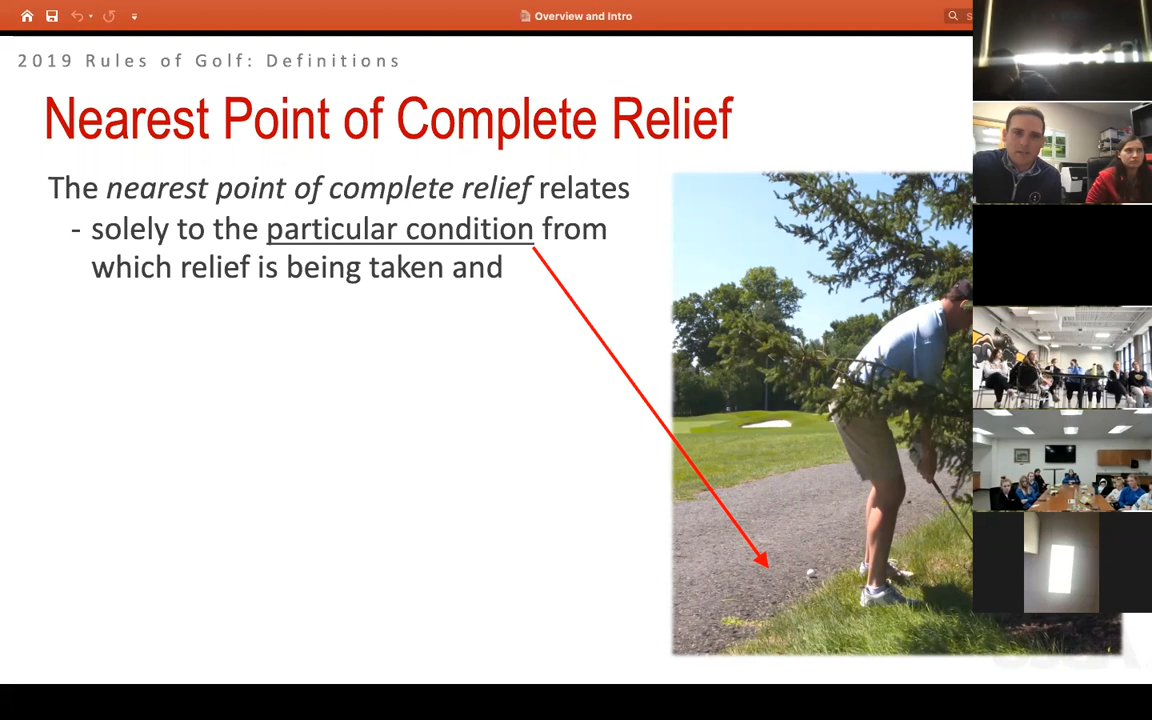 Overview and Intro
2019 Rules of Golf: Definitions
Nearest Point of Complete Relief
The nearest point of complete relief relates
- solely to the particular condition from
which relief is being taken and